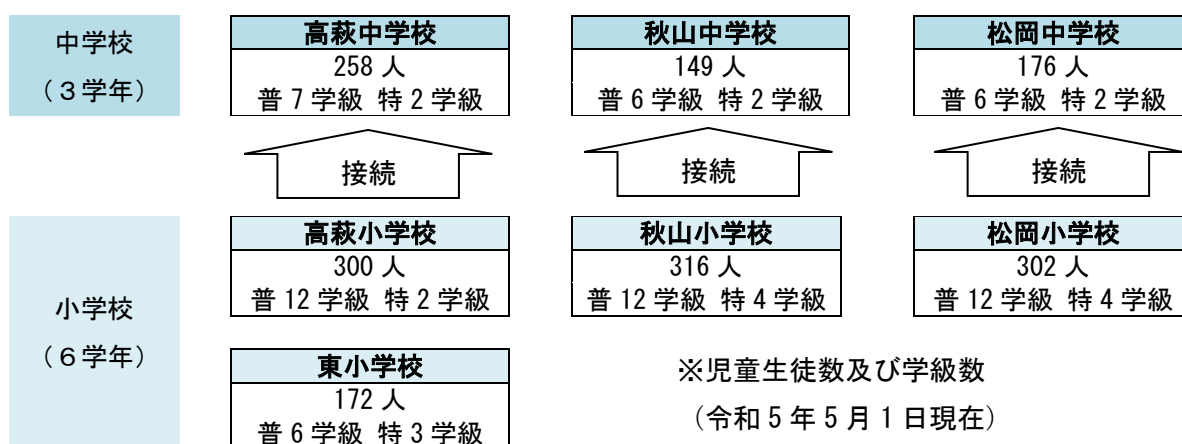 中学校
(3学年)
高萩中学校
258 人
普 7 学級 特 2 学級
秋山中学校
149 人
普 6 学級 特 2 学級
松岡中学校
176 人
普 6 学級 特 2 学級
接続
接続
接続
小学校
(6学年)
高萩小学校
300 人
普 12 学級 特 2 学級
秋山小学校
316 人
普 12 学級 特 4 学級
松岡小学校
302 人
普 12 学級 特 4 学級
東小学校
172 人
普 6 学級 特 3 学級
※児童生徒数及び学級数
(令和 5 年 5 月 1 日現在)